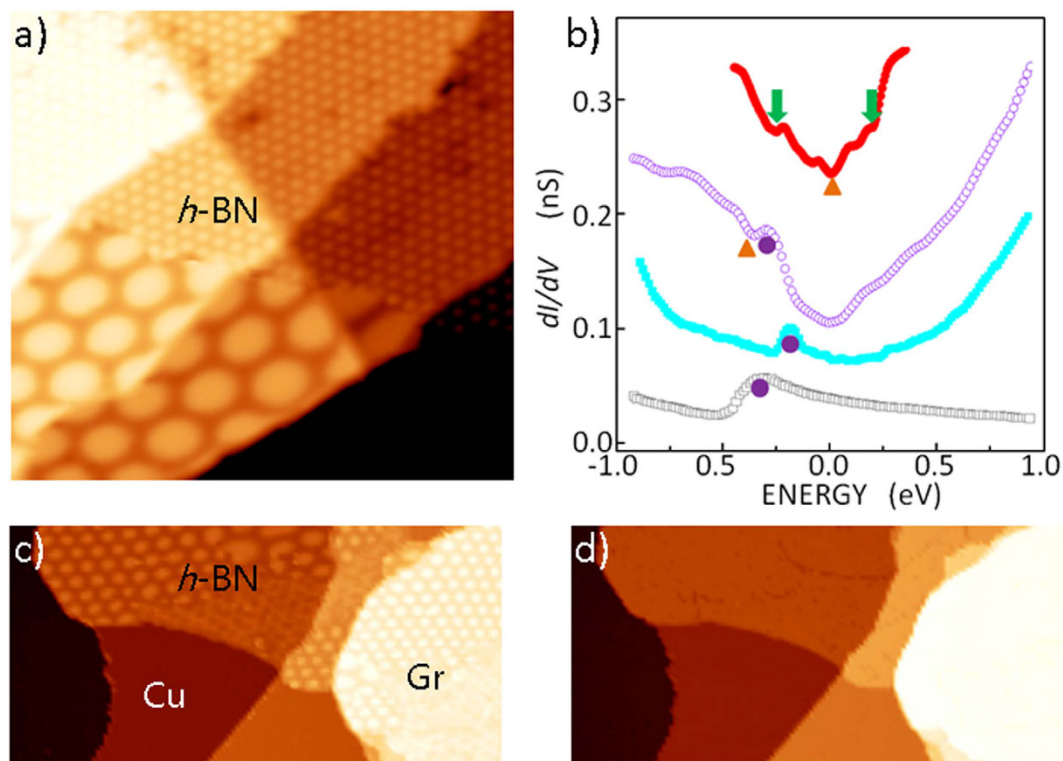 a)
h-BN
b)
dI/dV (nS)
0.3
0.2
0.1
0.0
-1.0 0.5 0.0 0.5 1.0
ENERGY (eV)
c)
h-BN
Cu
Gr
d)